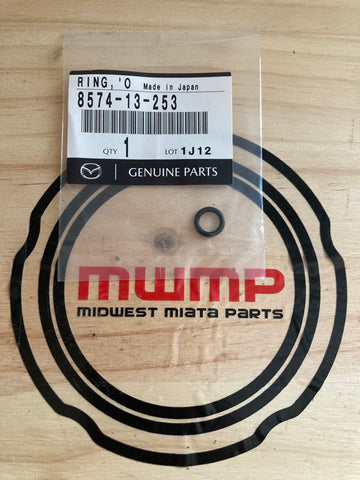 RING,'O Made in Japan
8574-13-253
QTY 1 LOT 1J12
GENUINE PARTS
MWMP
MIDWEST MIATA PARTS